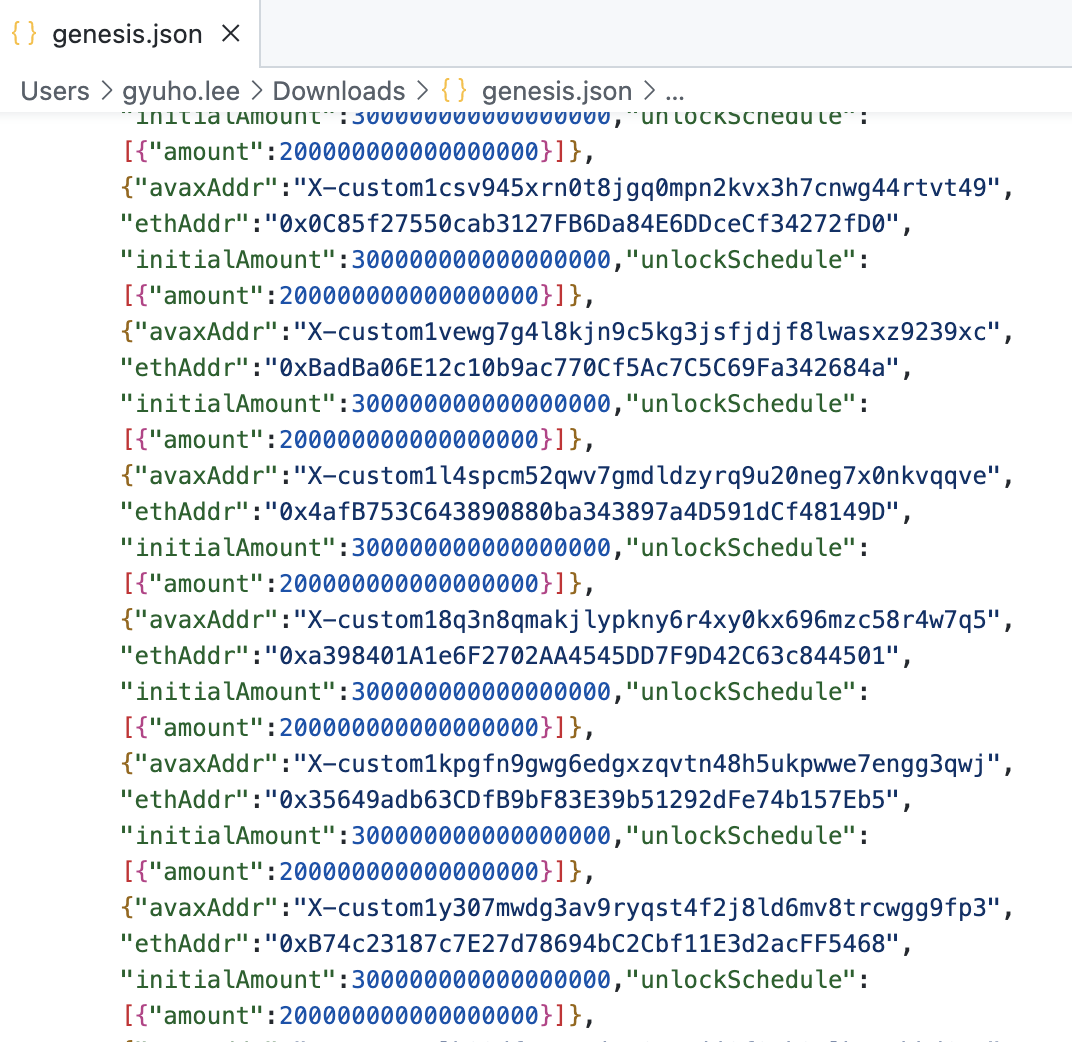 {} genesis.json ×
Users > gyuho.lee > Downloads > {} genesis.json > ...
"initialAmount":300000000000000000,"unlockSchedule":
[{"amount":200000000000000000}]},
{"avaxAddr":"X-custom1csv945xrn0t8jgq0mpn2kvx3h7cnwg44rtvt49",
"ethAddr":"0x0C85f27550cab3127FB6Da84E6DDceCf34272fD0",
"initialAmount":300000000000000000,"unlockSchedule":
[{"amount":200000000000000000}]},
{"avaxAddr":"X-custom1vewg7g4l8kjn9c5kg3jsfjdjf8lwasxz9239xc",
"ethAddr":"0xBadBa06E12c10b9ac770Cf5Ac7C5C69Fa342684a",
"initialAmount":300000000000000000,"unlockSchedule":
[{"amount":200000000000000000}]},
{"avaxAddr":"X-custom1l4spcm52qwv7gmdldzyrq9u20neg7x0nkvqqve",
"ethAddr":"0x4afB753C643890880ba343897a4D591dCf48149D",
"initialAmount":300000000000000000,"unlockSchedule":
[{"amount":200000000000000000}]},
{"avaxAddr":"X-custom18q3n8qmakjlypkny6r4xy0kx696mzc58r4w7q5",
"ethAddr":"0xa398401A1e6F2702AA4545DD7F9D42C63c844501",
"initialAmount":300000000000000000,"unlockSchedule":
[{"amount":200000000000000000}]},
{"avaxAddr":"X-custom1kpgfn9gwg6edgxzqvtn48h5ukpwwe7engg3qwj",
"ethAddr":"0x35649adb63CDfB9bF83E39b51292dFe74b157Eb5",
"initialAmount":300000000000000000,"unlockSchedule":
[{"amount":200000000000000000}]},
{"avaxAddr":"X-custom1y307mwdg3av9ryqst4f2j8ld6mv8trcwgg9fp3",
"ethAddr":"0xB74c23187c7E27d78694bC2Cbf11E3d2acFF5468",
"initialAmount":300000000000000000,"unlockSchedule":
[{"amount":200000000000000000}]},